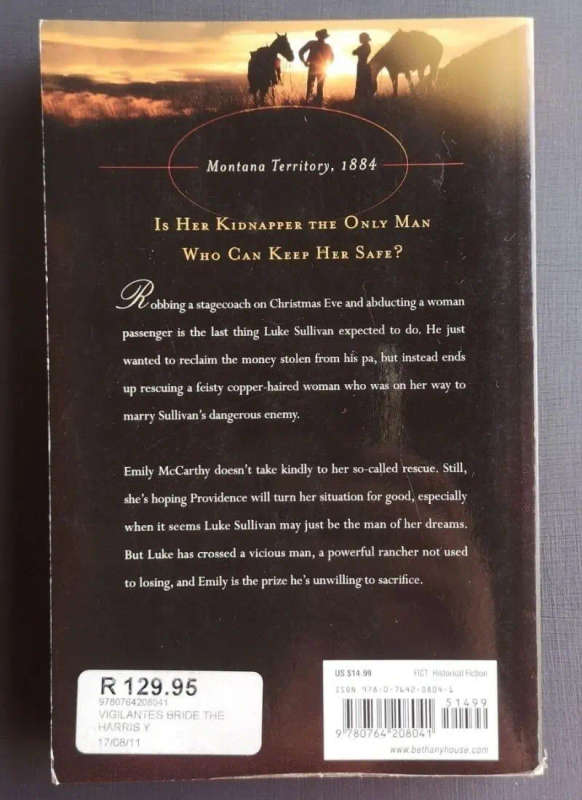 Montana Territory, 1884
Is Her Kidnapper the Only Man
Who Can Keep Her Safe?
Robbing a stagecoach on Christmas Eve and abducting a woman
passenger is the last thing Luke Sullivan expected to do. He just
wanted to reclaim the money stolen from his pa, but instead ends
up rescuing a feisty copper-haired woman who was on her way to
marry Sullivan's dangerous enemy.
Emily McCarthy doesn't take kindly to her so-called rescue. Still,
she's hoping Providence will turn her situation for good, especially
when it seems Luke Sullivan may just be the man of her dreams.
But Luke has crossed a vicious man, a powerful rancher not used
to losing, and Emily is the prize he's unwilling to sacrifice.
R 129.95
9780764208041
VIGILANTES BRIDE THE
HARRIS Y
17/08/11
US $14.99 FICT Historical Fiction
ISBN 978-0-7642-0804-1
51499
9 780764 208041
www.bethanyhouse.com